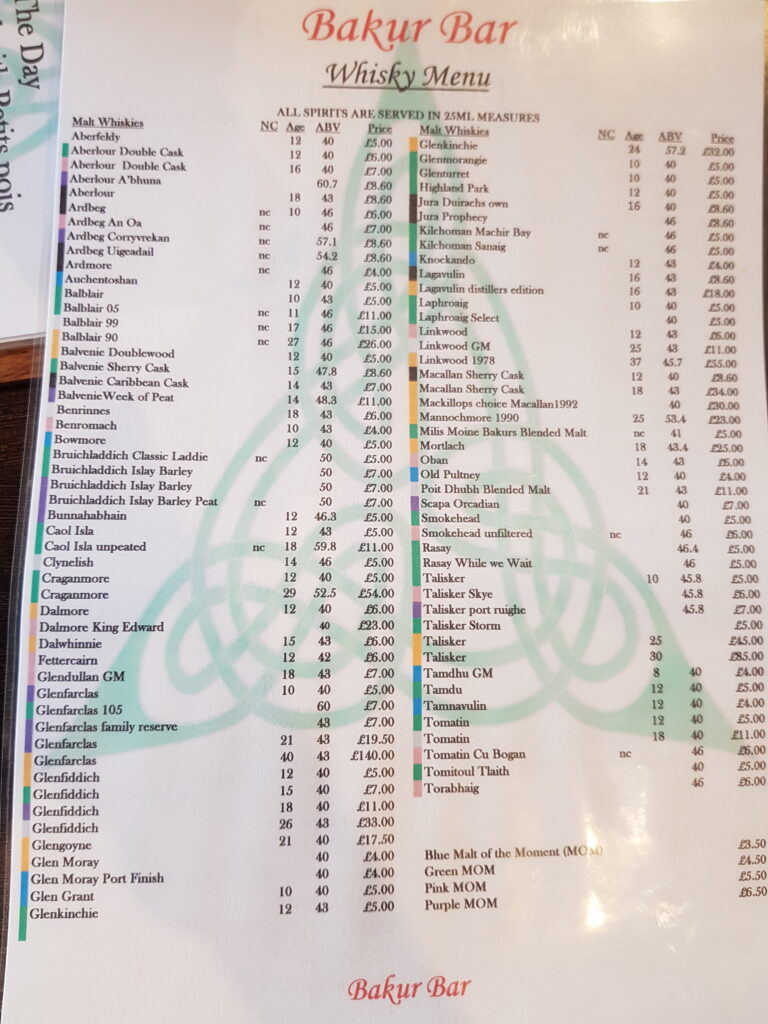 The Day
Petits pois
Bakur Bar
Whisky Menu
ALL SPIRITS ARE SERVED IN 25ML MEASURES
Malt Whiskies NC Age ABV Price
Aberfeldy 12 40 £5.00
Aberlour Double Cask 12 40 £6.00
Aberlour Double Cask 16 40 £7.00
Aberlour A'bhuna 60.7 £8.60
Aberlour 18 43 £8.60
Ardbeg nc 10 46 £6.00
Ardbeg An Oa nc 46 £7.00
Ardbeg Corryvrekan nc 57.1 £8.60
Ardbeg Uigeadail nc 54.2 £8.60
Ardmore nc 46 £4.00
Auchentoshan 12 40 £5.00
Balblair 10 43 £5.00
Balblair 05 nc 11 46 £11.00
Balblair 99 nc 17 46 £15.00
Balblair 90 nc 27 46 £26.00
Balvenie Doublewood 12 40 £5.00
Balvenie Sherry Cask 15 47.8 £8.60
Balvenie Caribbean Cask 14 43 £7.00
BalvenieWeek of Peat 14 48.3 £11.00
Benrinnes 18 43 £6.00
Benromach 10 43 £4.00
Bowmore 12 40 £5.00
Bruichladdich Classic Laddie nc 50 £5.00
Bruichladdich Islay Barley 50 £7.00
Bruichladdich Islay Barley 50 £7.00
Bruichladdich Islay Barley Peat nc 50 £7.00
Bunnahabhain 12 46.3 £5.00
Caol Isla 12 43 £5.00
Caol Isla unpeated nc 18 59.8 £11.00
Clynelish 14 46 £5.00
Craganmore 12 40 £5.00
Craganmore 29 52.5 £54.00
Dalmore 12 40 £6.00
Dalmore King Edward 40 £23.00
Dalwhinnie 15 43 £6.00
Fettercairn 12 42 £6.00
Glendullan GM 18 43 £7.00
Glenfarclas 10 40 £5.00
Glenfarclas 105 60 £7.00
Glenfarclas family reserve 43 £7.00
Glenfarclas 21 43 £19.50
Glenfarclas 40 43 £140.00
Glenfiddich 12 40 £5.00
Glenfiddich 15 40 £7.00
Glenfiddich 18 40 £11.00
Glenfiddich 26 43 £33.00
Glengoyne 21 40 £17.50
Glen Moray 40 £4.00
Glen Moray Port Finish 40 £4.00
Glen Grant 10 40 £5.00
Glenkinchie 12 43 £5.00
Malt Whiskies NC Age ABV Price
Glenkinchie 24 57.2 £32.00
Glenmorangie 10 40 £5.00
Glenturret 10 40 £5.00
Highland Park 12 40 £5.00
Jura Duirachs own 16 40 £8.60
Jura Prophecy 46 £8.60
Kilchoman Machir Bay nc 46 £5.00
Kilchoman Sanaig nc 46 £5.00
Knockando 12 43 £4.00
Lagavulin 16 43 £8.60
Lagavulin distillers edition 16 43 £18.00
Laphroaig 10 40 £5.00
Laphroaig Select 40 £5.00
Linkwood 12 43 £6.00
Linkwood GM 25 43 £11.00
Linkwood 1978 37 45.7 £55.00
Macallan Sherry Cask 12 40 £8.60
Macallan Sherry Cask 18 43 £34.00
Mackillops choice Macallan1992 40 £30.00
Mannochmore 1990 25 53.4 £23.00
Milis Moine Bakurs Blended Malt nc 41 £5.00
Mortlach 18 43.4 £25.00
Oban 14 43 £6.00
Old Pultney 12 40 £4.00
Poit Dhubh Blended Malt 21 43 £11.00
Scapa Orcadian 40 £7.00
Smokehead 40 £5.00
Smokehead unfiltered nc 46 £6.00
Rasay 46.4 £5.00
Rasay While we Wait 46 £5.00
Talisker 10 45.8 £5.00
Talisker Skye 45.8 £6.00
Talisker port ruighe 45.8 £7.00
Talisker Storm £5.00
Talisker 25 £45.00
Talisker 30 £85.00
Tamdhu GM 8 40 £4.00
Tamdu 12 40 £5.00
Tamnavulin 12 40 £4.00
Tomatin 12 40 £5.00
Tomatin 18 40 £11.00
Tomatin Cu Bogan nc 46 £6.00
Tomitoul Tlaith 40 £5.00
Torabhaig 46 £6.00
Blue Malt of the Moment (MOM) £3.50
Green MOM £4.50
Pink MOM £5.50
Purple MOM £6.50
Bakur Bar